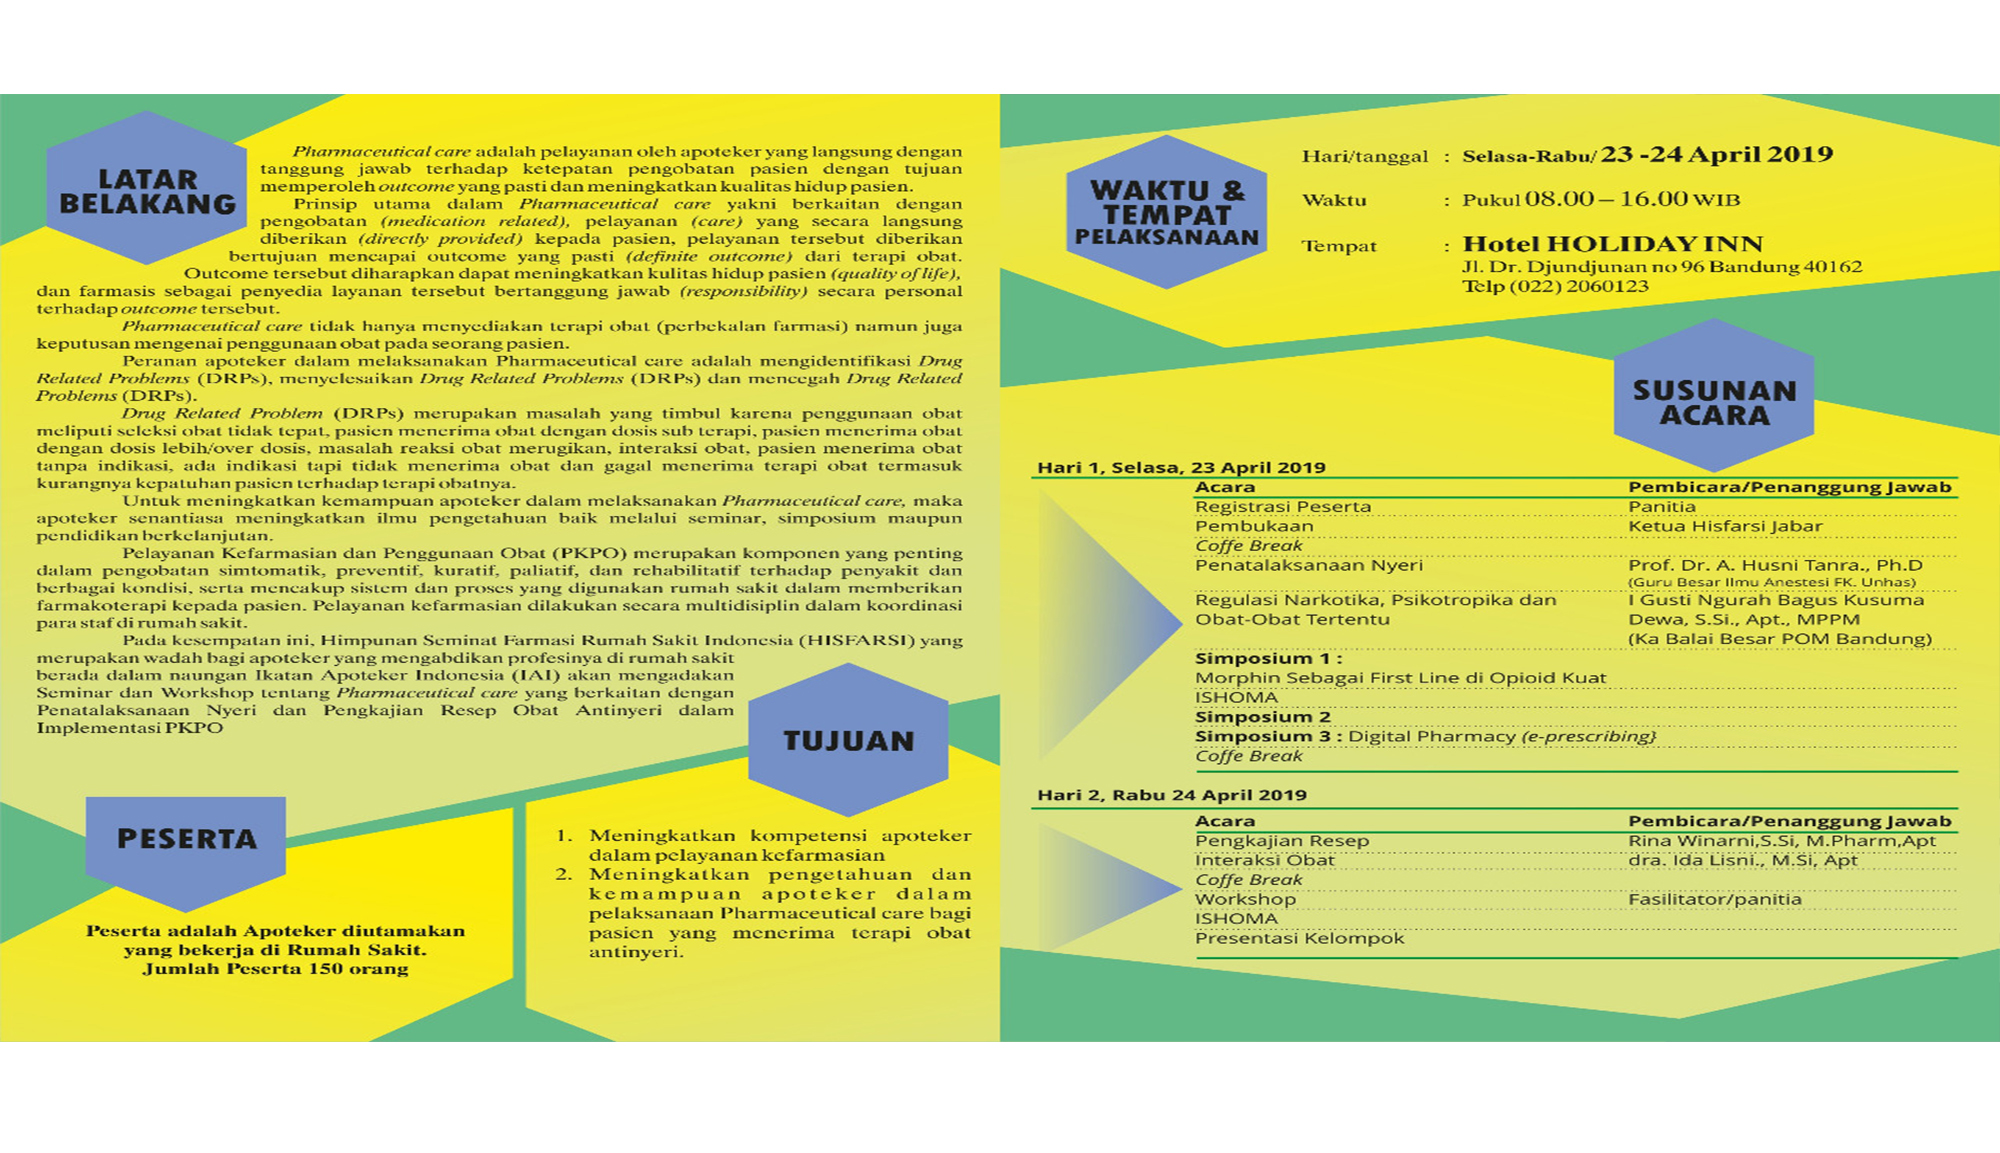 LATAR
BELAKANG
Pharmaceutical care adalah pelayanan oleh apoteker yang langsung dengan
tanggung jawab terhadap ketepatan pengobatan pasien dengan tujuan
memperoleh outcome yang pasti dan meningkatkan kualitas hidup pasien.
Prinsip utama dalam Pharmaceutical care yakni berkaitan dengan
pengobatan (medication related), pelayanan (care) yang secara langsung
diberikan (directly provided) kepada pasien, pelayanan tersebut diberikan
bertujuan mencapai outcome yang pasti (definite outcome) dari terapi obat.
Outcome tersebut diharapkan dapat meningkatkan kulitas hidup pasien (quality of life),
dan farmasis sebagai penyedia layanan tersebut bertanggung jawab (responsibility) secara personal
terhadap outcome tersebut.
Pharmaceutical care tidak hanya menyediakan terapi obat (perbekalan farmasi) namun juga
keputusan mengenai penggunaan obat pada seorang pasien.
Peranan apoteker dalam melaksanakan Pharmaceutical care adalah mengidentifikasi Drug
Related Problems (DRPs), menyelesaikan Drug Related Problems (DRPs) dan mencegah Drug Related
Problems (DRPs).
Drug Related Problem (DRPs) merupakan masalah yang timbul karena penggunaan obat
meliputi seleksi obat tidak tepat, pasien menerima obat dengan dosis sub terapi, pasien menerima obat
dengan dosis lebih/over dosis, masalah reaksi obat merugikan, interaksi obat, pasien menerima obat
tanpa indikasi, ada indikasi tapi tidak menerima obat dan gagal menerima terapi obat termasuk
kurangnya kepatuhan pasien terhadap terapi obatnya.
Untuk meningkatkan kemampuan apoteker dalam melaksanakan Pharmaceutical care, maka
apoteker senantiasa meningkatkan ilmu pengetahuan baik melalui seminar, simposium maupun
pendidikan berkelanjutan.
Pelayanan Kefarmasian dan Penggunaan Obat (PKPO) merupakan komponen yang penting
dalam pengobatan simtomatik, preventif, kuratif, paliatif, dan rehabilitatif terhadap penyakit dan
berbagai kondisi, serta mencakup sistem dan proses yang digunakan rumah sakit dalam memberikan
farmakoterapi kepada pasien. Pelayanan kefarmasian dilakukan secara multidisiplin dalam koordinasi
para staf di rumah sakit.
Pada kesempatan ini, Himpunan Seminat Farmasi Rumah Sakit Indonesia (HISFARSI) yang
merupakan wadah bagi apoteker yang mengabdikan profesinya di rumah sakit
berada dalam naungan Ikatan Apoteker Indonesia (IAI) akan mengadakan
Seminar dan Workshop tentang Pharmaceutical care yang berkaitan dengan
Penatalaksanaan Nyeri dan Pengkajian Resep Obat Antinyeri dalam
Implementasi PKPO
PESERTA
Peserta adalah Apoteker diutamakan
yang bekerja di Rumah Sakit.
Jumlah Peserta 150 orang
TUJUAN
1. Meningkatkan kompetensi apoteker
dalam pelayanan kefarmasian
2. Meningkatkan pengetahuan dan
kemampuan apoteker dalam
pelaksanaan Pharmaceutical care bagi
pasien yang menerima terapi obat
antinyeri.
WAKTU &
TEMPAT
PELAKSANAAN
Hari/tanggal : Selasa-Rabu/ 23 -24 April 2019
Waktu : Pukul 08.00 – 16.00 WIB
Tempat : Hotel HOLIDAY INN
Jl. Dr. Djundjunan no 96 Bandung 40162
Telp (022) 2060123
SUSUNAN
ACARA
Hari 1, Selasa, 23 April 2019
Acara Pembicara/Penanggung Jawab
Registrasi Peserta Panitia
Pembukaan Ketua Hisfarsi Jabar
Coffe Break
Penatalaksanaan Nyeri Prof. Dr. A. Husni Tanra., Ph.D
(Guru Besar Ilmu Anestesi FK. Unhas)
Regulasi Narkotika, Psikotropika dan I Gusti Ngurah Bagus Kusuma
Obat-Obat Tertentu Dewa, S.Si., Apt., MPPM
(Ka Balai Besar POM Bandung)
Simposium 1 :
Morphin Sebagai First Line di Opioid Kuat
ISHOMA
Simposium 2
Simposium 3 : Digital Pharmacy (e-prescribing}
Coffe Break
Hari 2, Rabu 24 April 2019
Acara Pembicara/Penanggung Jawab
Pengkajian Resep Rina Winarni,S.Si, M.Pharm,Apt
Interaksi Obat dra. Ida Lisni., M.Si, Apt
Coffe Break
Workshop Fasilitator/panitia
ISHOMA
Presentasi Kelompok